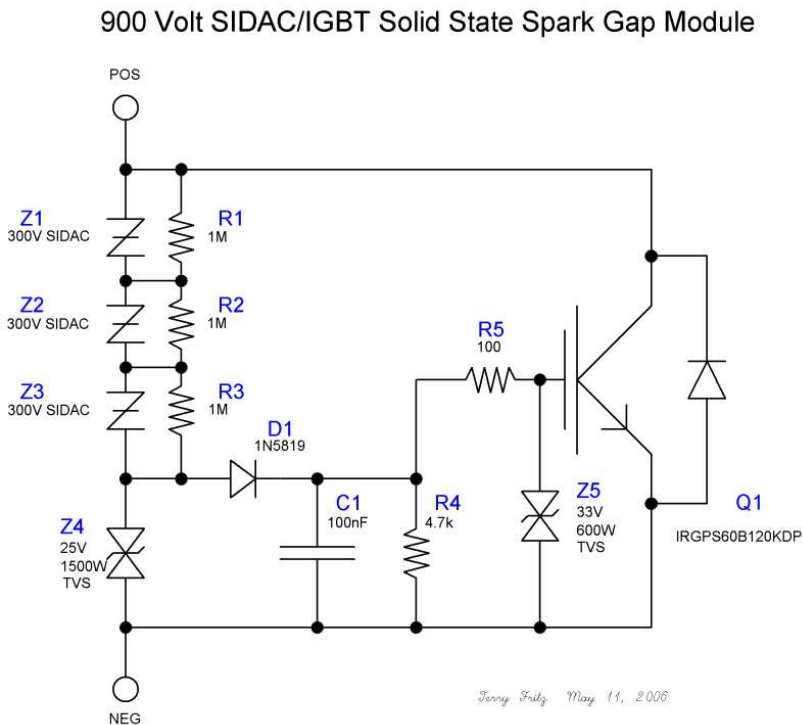 900 Volt SIDAC/IGBT Solid State Spark Gap Module
POS
Z1
300V SIDAC
R1
1M
Z2
300V SIDAC
R2
1M
Z3
300V SIDAC
R3
1M
D1
1N5819
R5
100
Z4
25V
1500W
TVS
C1
100nF
R4
4.7k
Z5
33V
600W
TVS
Q1
IRGPS60B120KDP
NEG
Terry Fritz May 11, 2006